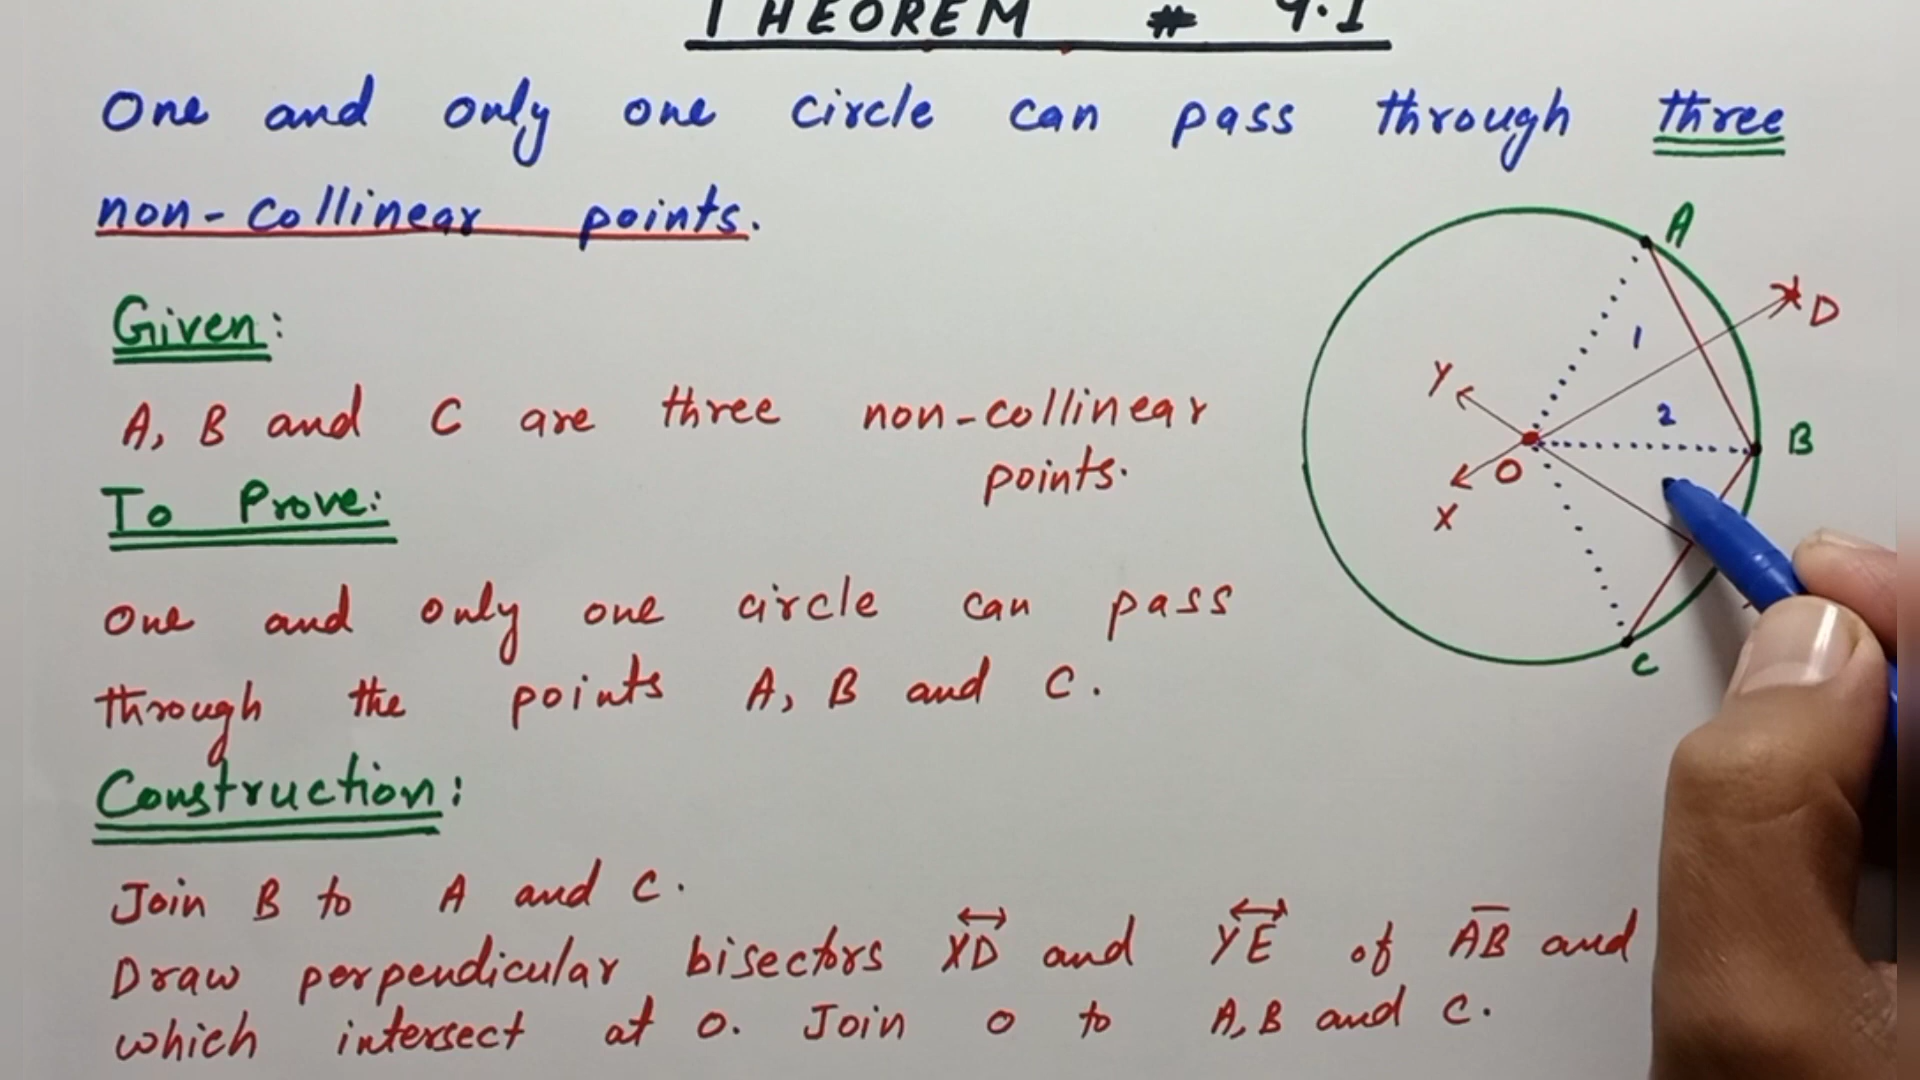 THEOREM # 9.1
One and only one circle can pass through three
non-collinear points.
Given:
A, B and C are three non-collinear
points.
To Prove:
One and only one circle can pass
through the points A, B and C.
Construction:
Join B to A and C.
Draw perpendicular bisectors XD and YE of AB and
which intersect at O. Join O to A, B and C.
A
D
1
Y
2
B
O
X
C